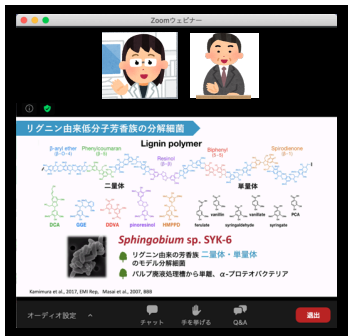 Zoomウェビナー
リグニン由来低分子芳香族の分解細菌
Lignin polymer
β-aryl ether
(β-O-4)
Phenylcoumaran
(β-5)
Resinol
(β-β)
Biphenyl
(5-5)
Spirodienone
(β-1)
二量体
単量体
DCA
GGE
DDVA
pinoresinol
HMPPD
ferulate
vanillin
syringaldehyde
vanillate
syringate
PCA
Sphingobium sp. SYK-6
リグニン由来の芳香族 二量体・単量体
のモデル分解細菌
パルプ廃液処理槽から単離、α-プロテオバクテリア
Kamimura et al., 2017, EMI Rep, Masai et al., 2007, BBB
オーディオ設定
チャット
手を挙げる
Q&A
退出